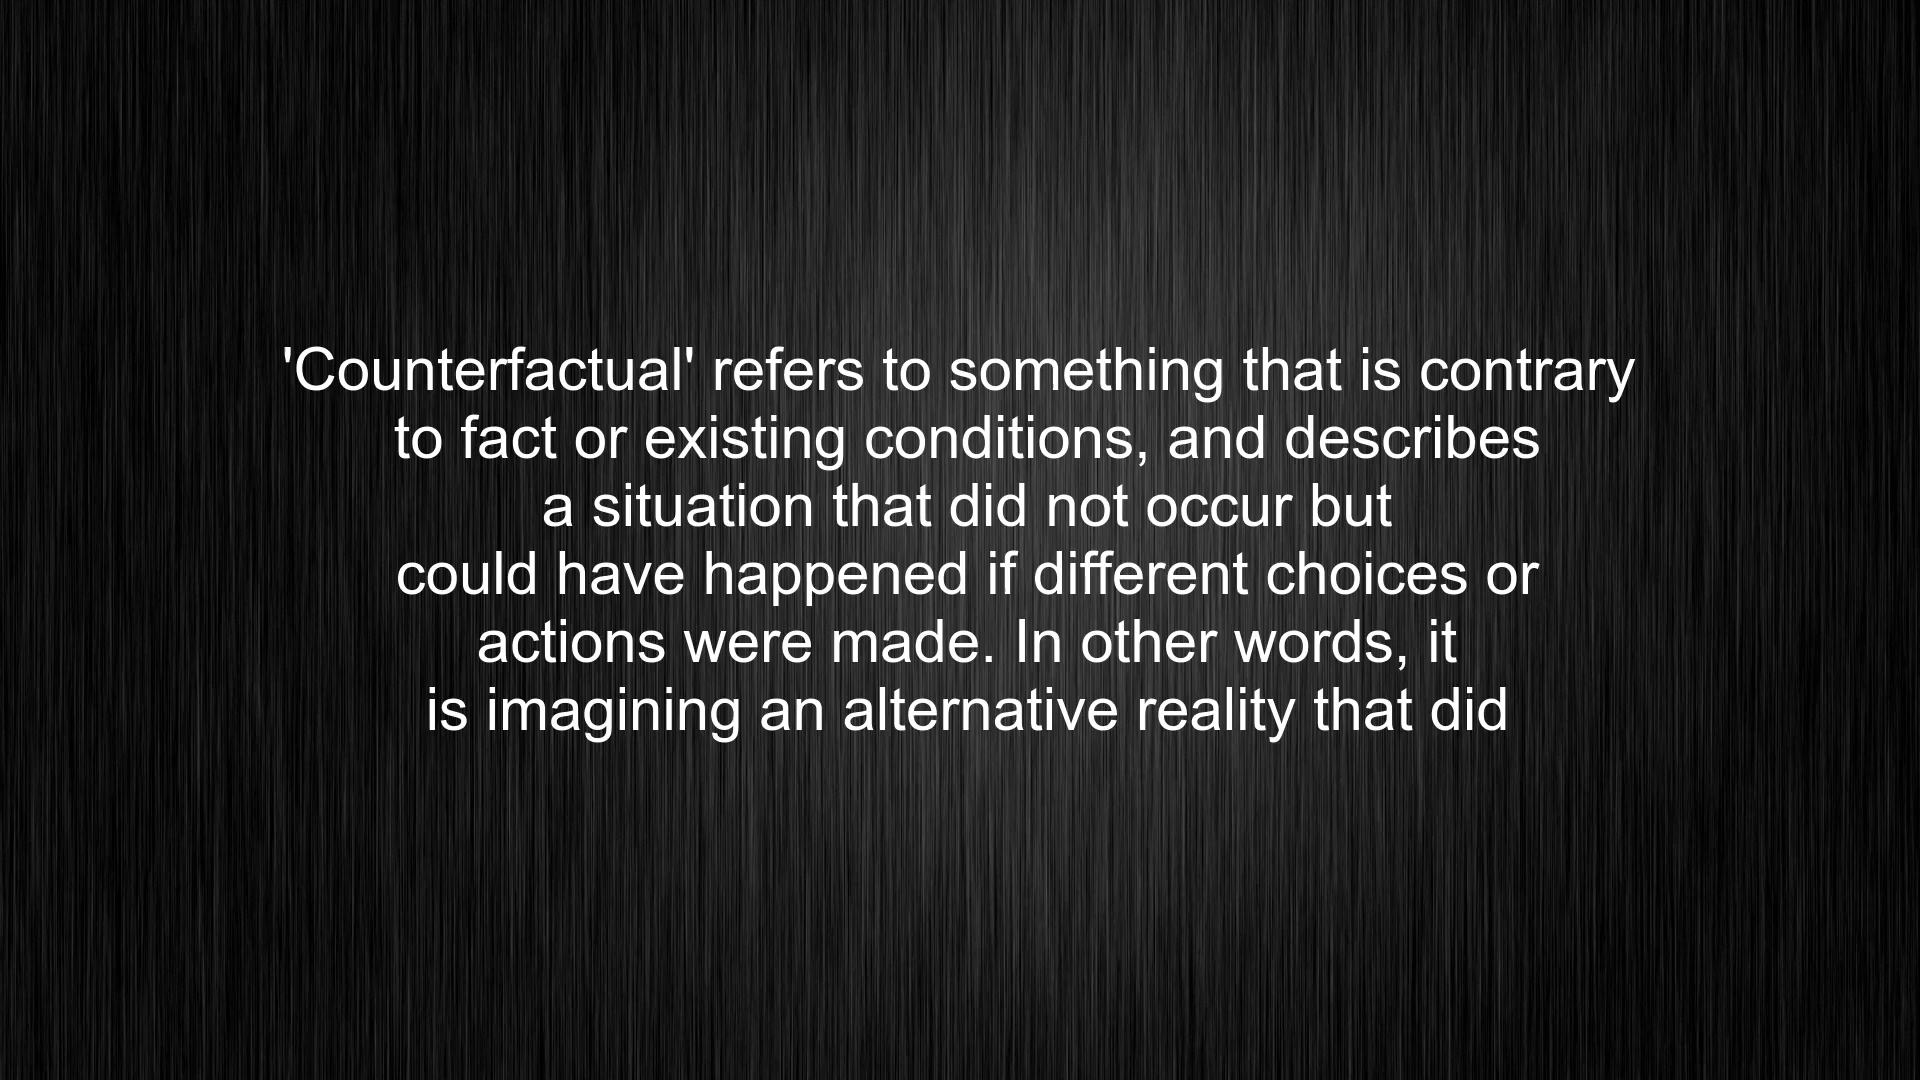 'Counterfactual' refers to something that is contrary
to fact or existing conditions, and describes
a situation that did not occur but
could have happened if different choices or
actions were made. In other words, it
is imagining an alternative reality that did